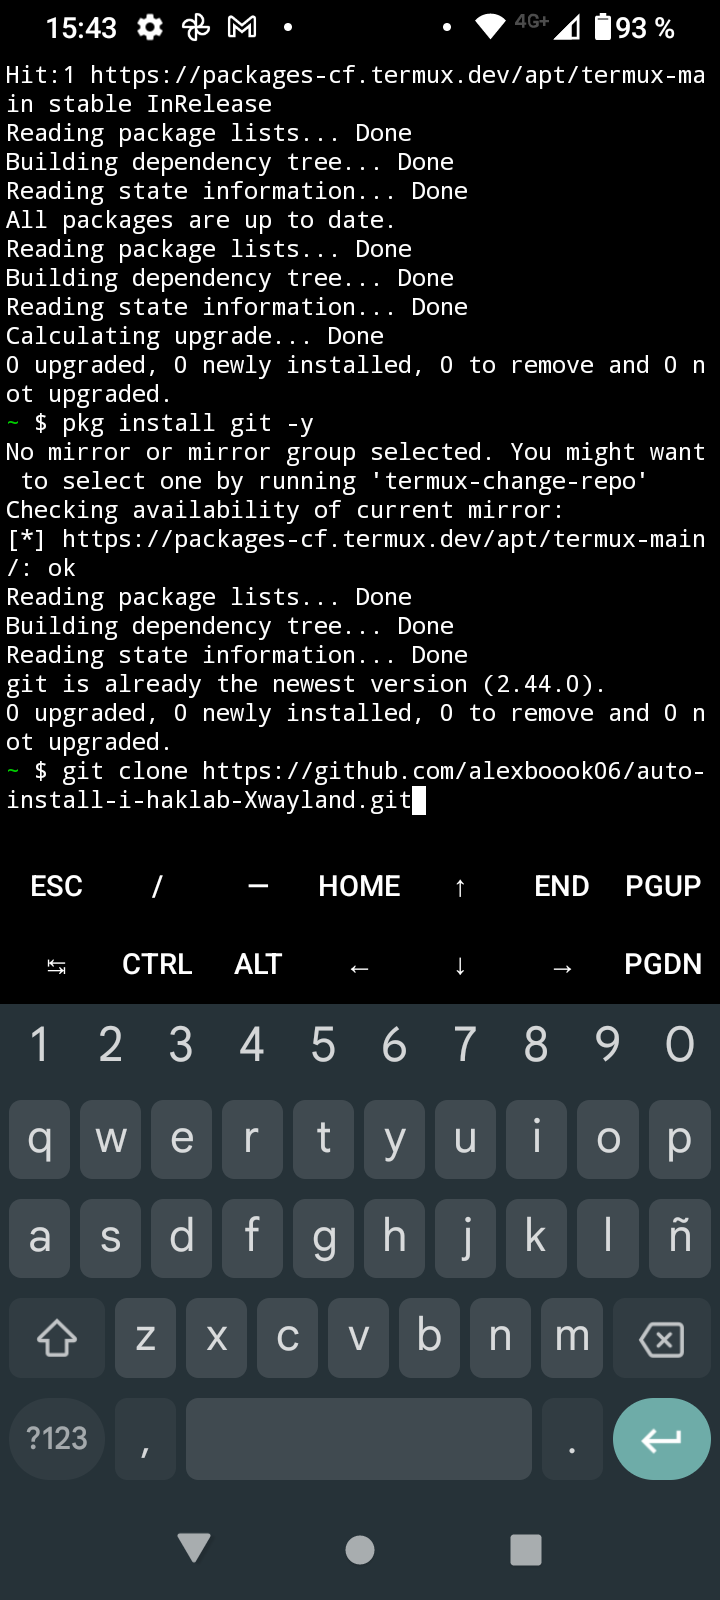 15:43 4G+ 93 %
Hit:1 https://packages-cf.termux.dev/apt/termux-ma
in stable InRelease
Reading package lists... Done
Building dependency tree... Done
Reading state information... Done
All packages are up to date.
Reading package lists... Done
Building dependency tree... Done
Reading state information... Done
Calculating upgrade... Done
0 upgraded, 0 newly installed, 0 to remove and 0 n
ot upgraded.
~ $ pkg install git -y
No mirror or mirror group selected. You might want
 to select one by running 'termux-change-repo'
Checking availability of current mirror:
[*] https://packages-cf.termux.dev/apt/termux-main
/: ok
Reading package lists... Done
Building dependency tree... Done
Reading state information... Done
git is already the newest version (2.44.0).
0 upgraded, 0 newly installed, 0 to remove and 0 n
ot upgraded.
~ $ git clone https://github.com/alexboook06/auto-
install-i-haklab-Xwayland.git
ESC / — HOME ↑ END PGUP
↹ CTRL ALT ← ↓ → PGDN
1 2 3 4 5 6 7 8 9 0
q w e r t y u i o p
a s d f g h j k l ñ
z x c v b n m
?123 , .